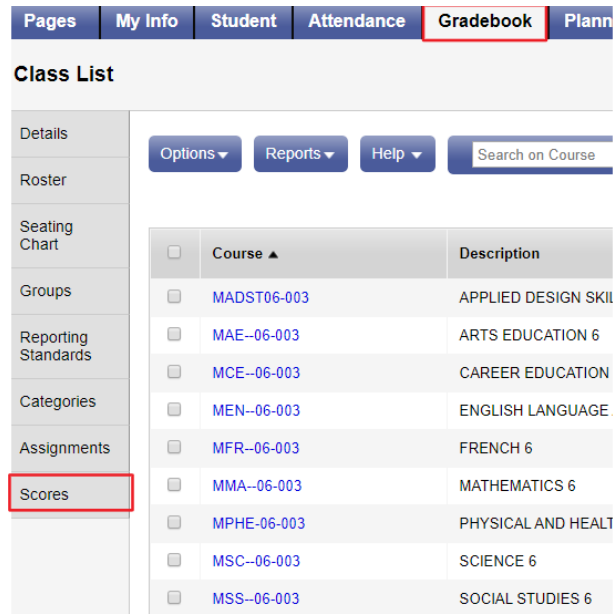 Pages My Info Student Attendance Gradebook Plann
Class List
Details
Roster
Seating
Chart
Groups
Reporting
Standards
Categories
Assignments
Scores
Options Reports Help Search on Course
Course Description
MADST06-003 APPLIED DESIGN SKIL
MAE--06-003 ARTS EDUCATION 6
MCE--06-003 CAREER EDUCATION
MEN--06-003 ENGLISH LANGUAGE
MFR--06-003 FRENCH 6
MMA--06-003 MATHEMATICS 6
MPHE-06-003 PHYSICAL AND HEALT
MSC--06-003 SCIENCE 6
MSS--06-003 SOCIAL STUDIES 6